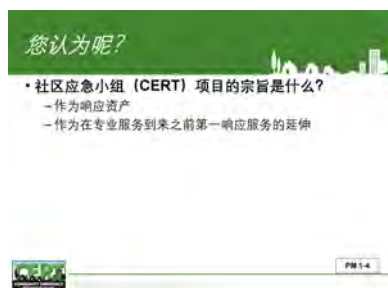 您认为呢?
• 社区应急小组（CERT）项目的宗旨是什么?
–作为响应资产
–作为在专业服务到来之前第一响应服务的延伸
PM 1-4
CERT